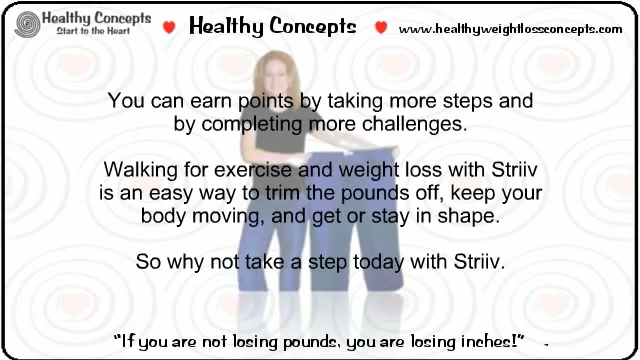 Healthy Concepts
Start to the Heart
Healthy Concepts
www.healthyweightlossconcepts.com
You can earn points by taking more steps and
by completing more challenges.
Walking for exercise and weight loss with Striiv
is an easy way to trim the pounds off, keep your
body moving, and get or stay in shape.
So why not take a step today with Striiv.
"If you are not losing pounds, you are losing inches!"